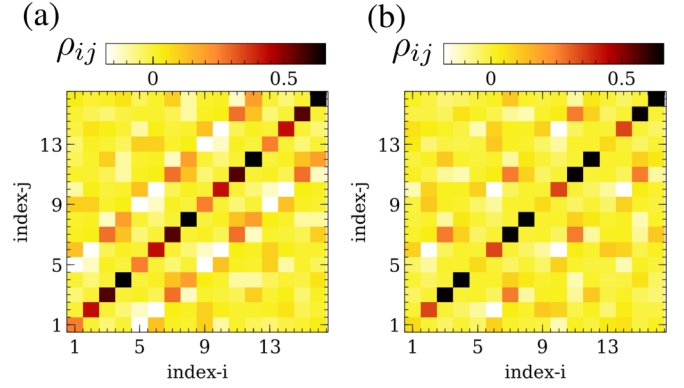 (a)
ρij
0 0.5
13
9
5
1
index-j
1 5 9 13
index-i
(b)
ρij
0 0.5
13
9
5
1
index-j
1 5 9 13
index-i